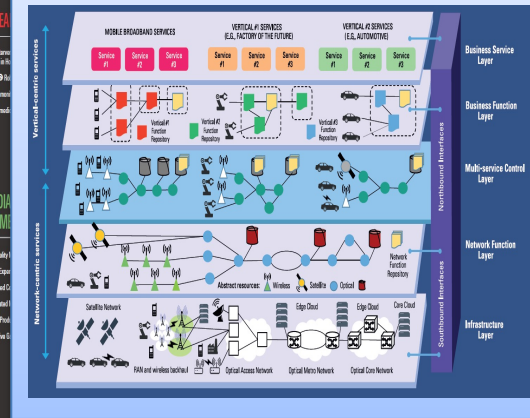 MOBILE BROADBAND SERVICES
VERTICAL #1 SERVICES
(E.G., FACTORY OF THE FUTURE)
VERTICAL #2 SERVICES
(E.G., AUTOMOTIVE)
Service
#1
Service
#2
Service
#3
Service
#1
Service
#2
Service
#3
Service
#1
Service
#2
Service
#3
Business Service
Layer
Vertical-centric services
Vertical #1
Function
Repository
Vertical #2
Function
Repository
Vertical #3
Function
Repository
Business Function
Layer
Northbound Interfaces
Multi-service Control
Layer
Network-centric services
Network
Function
Repository
Abstract resources:
Wireless
Satellite
Optical
Network Function
Layer
Southbound Interfaces
Satellite Network
Edge Cloud
Edge Cloud
Core Cloud
Infrastructure
Layer
RAN and wireless backhaul
Optical Access Network
Optical Metro Network
Optical Core Network